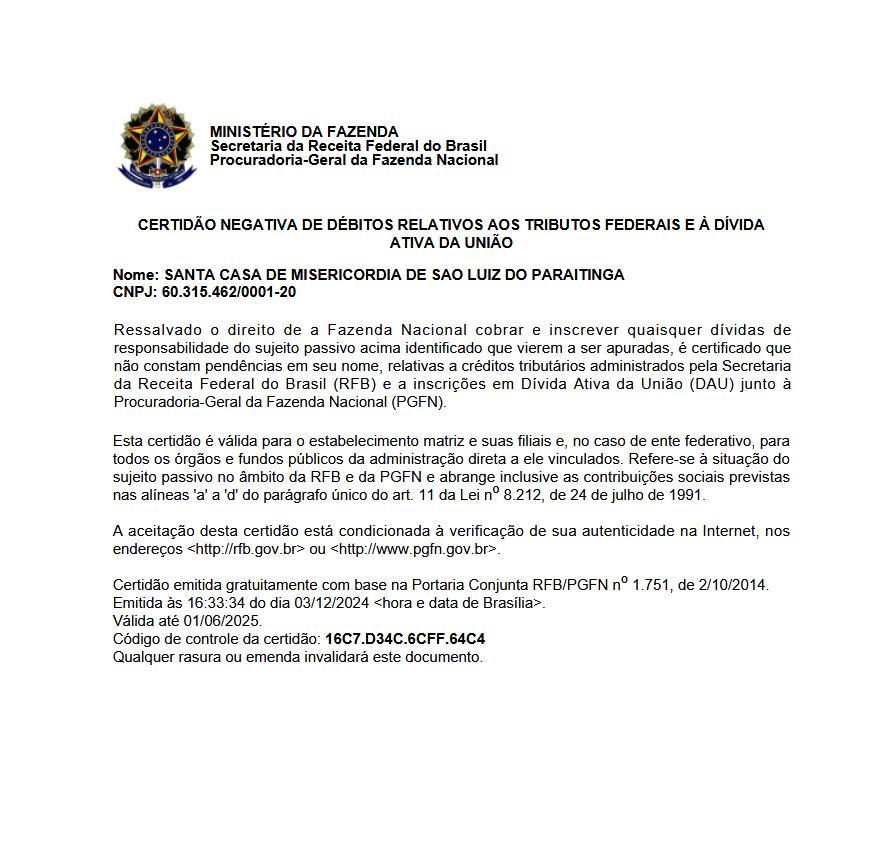 MINISTÉRIO DA FAZENDA
Secretaria da Receita Federal do Brasil
Procuradoria-Geral da Fazenda Nacional
CERTIDÃO NEGATIVA DE DÉBITOS RELATIVOS AOS TRIBUTOS FEDERAIS E À DÍVIDA
ATIVA DA UNIÃO
Nome: SANTA CASA DE MISERICORDIA DE SAO LUIZ DO PARAITINGA
CNPJ: 60.315.462/0001-20
Ressalvado o direito de a Fazenda Nacional cobrar e inscrever quaisquer dívidas de
responsabilidade do sujeito passivo acima identificado que vierem a ser apuradas, é certificado que
não constam pendências em seu nome, relativas a créditos tributários administrados pela Secretaria
da Receita Federal do Brasil (RFB) e a inscrições em Dívida Ativa da União (DAU) junto à
Procuradoria-Geral da Fazenda Nacional (PGFN).
Esta certidão é válida para o estabelecimento matriz e suas filiais e, no caso de ente federativo, para
todos os órgãos e fundos públicos da administração direta a ele vinculados. Refere-se à situação do
sujeito passivo no âmbito da RFB e da PGFN e abrange inclusive as contribuições sociais previstas
nas alíneas 'a' a 'd' do parágrafo único do art. 11 da Lei nº 8.212, de 24 de julho de 1991.
A aceitação desta certidão está condicionada à verificação de sua autenticidade na Internet, nos
endereços <http://rfb.gov.br> ou <http://www.pgfn.gov.br>.
Certidão emitida gratuitamente com base na Portaria Conjunta RFB/PGFN nº 1.751, de 2/10/2014.
Emitida às 16:33:34 do dia 03/12/2024 <hora e data de Brasília>.
Válida até 01/06/2025.
Código de controle da certidão: 16C7.D34C.6CFF.64C4
Qualquer rasura ou emenda invalidará este documento.